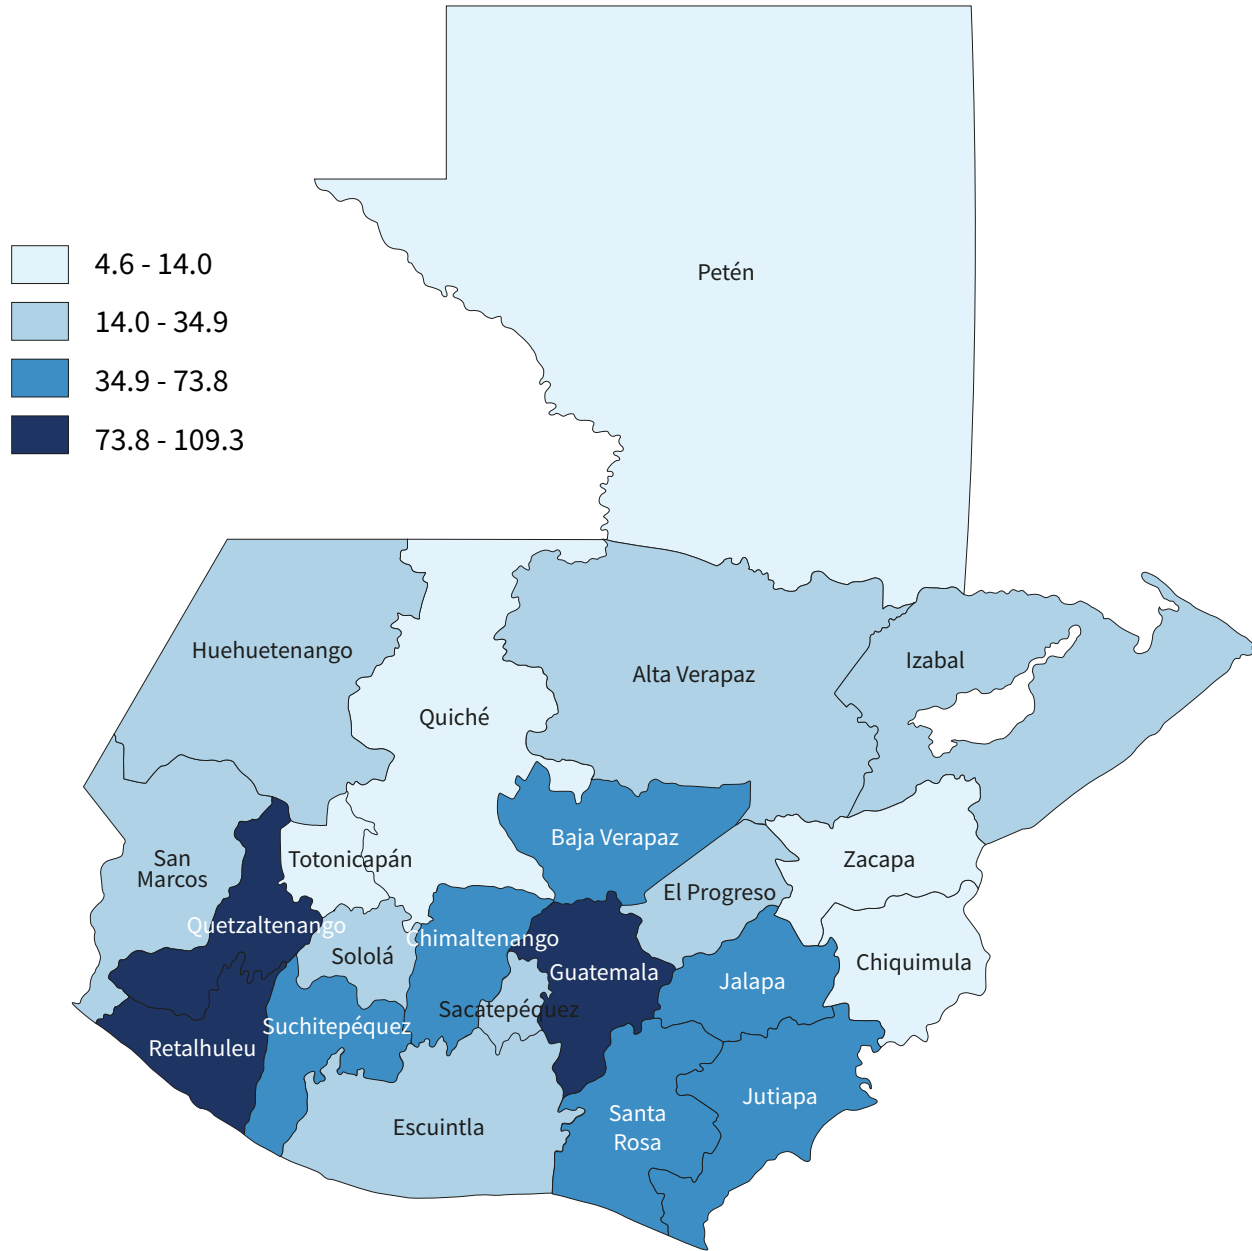 4.6 - 14.0
14.0 - 34.9
34.9 - 73.8
73.8 - 109.3
Petén
Huehuetenango
Quiché
Alta Verapaz
Izabal
San
Marcos
Totonicapán
Baja Verapaz
Zacapa
El Progreso
Quetzaltenango
Sololá
Chimaltenango
Guatemala
Chiquimula
Jalapa
Sacatepéquez
Suchitepéquez
Retalhuleu
Escuintla
Santa
Rosa
Jutiapa